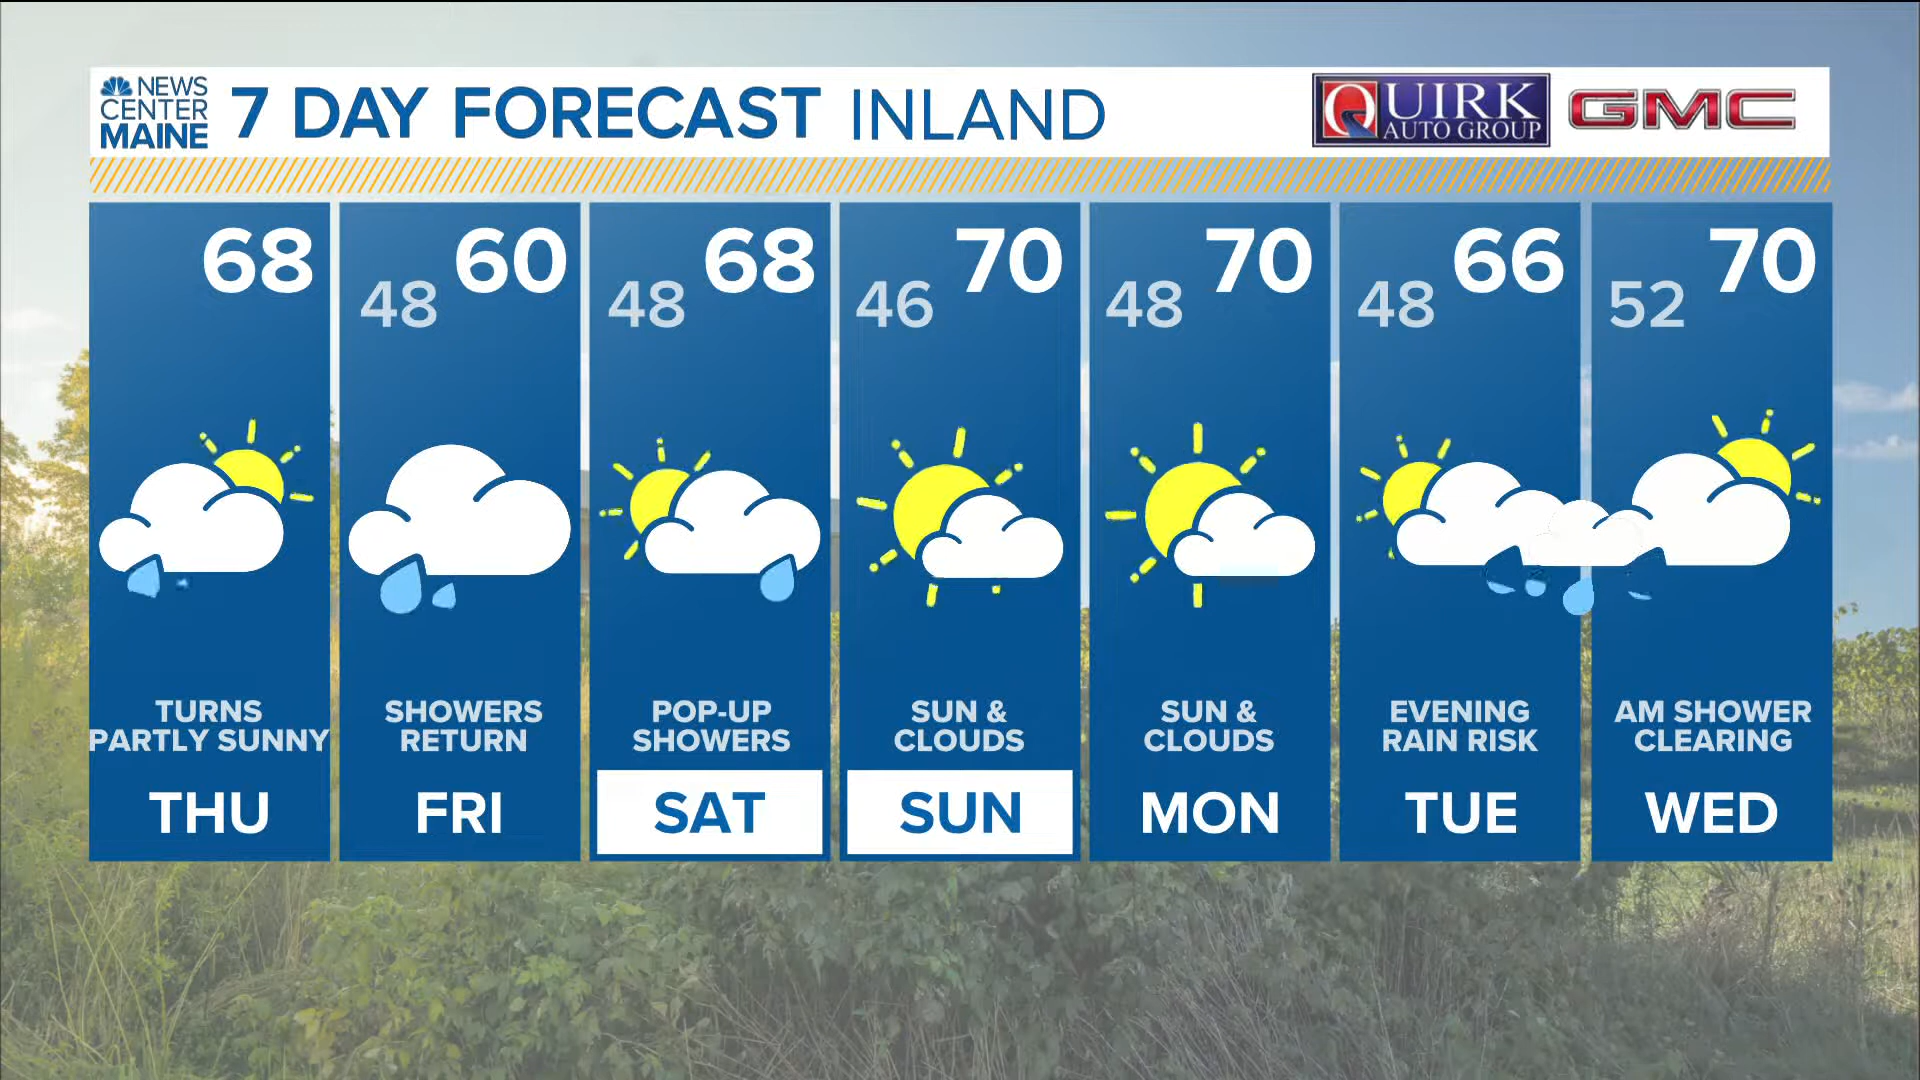 NEWS
CENTER
MAINE
7 DAY FORECAST INLAND
QUIRK
AUTO GROUP
GMC
68
48 60
48 68
46 70
48 70
48 66
52 70
TURNS
PARTLY SUNNY
SHOWERS
RETURN
POP-UP
SHOWERS
SUN &
CLOUDS
SUN &
CLOUDS
EVENING
RAIN RISK
AM SHOWER
CLEARING
THU
FRI
SAT
SUN
MON
TUE
WED